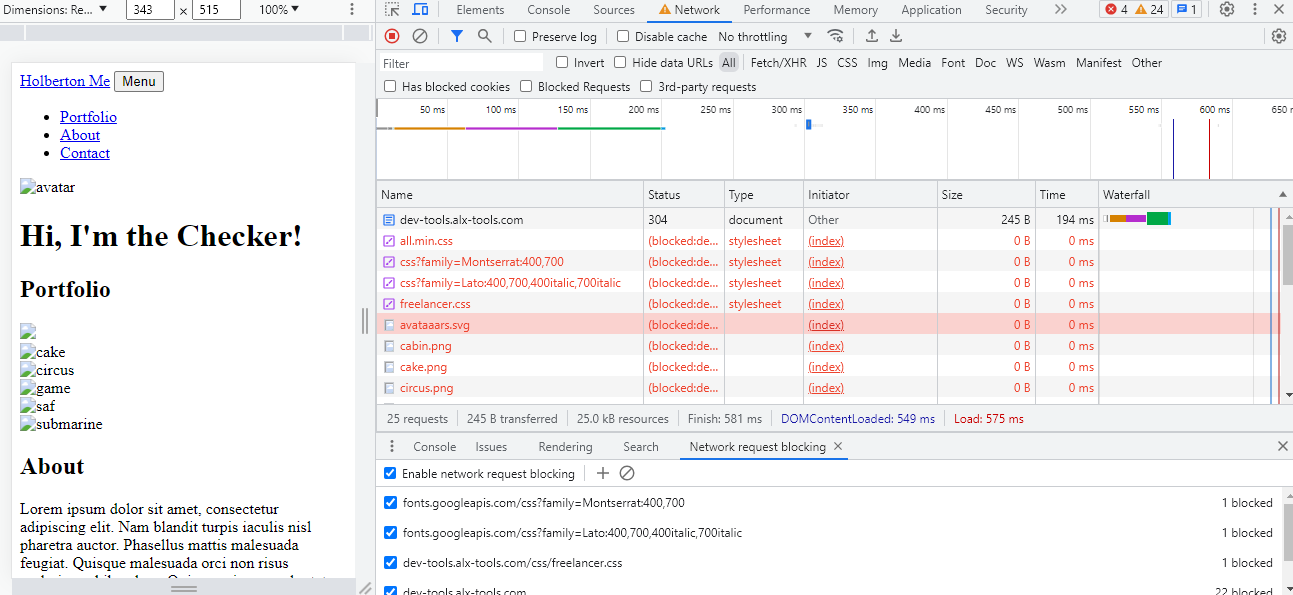 Dimensions: Re... ▼ 343 × 515 100% ▼
Holberton Me Menu
• Portfolio
• About
• Contact
avatar
Hi, I'm the Checker!
Portfolio
cake
circus
game
saf
submarine
About
Lorem ipsum dolor sit amet, consectetur
adipiscing elit. Nam blandit turpis iaculis nisl
pharetra auctor. Phasellus mattis malesuada
feugiat. Quisque malesuada orci non risus
Elements Console Sources Network Performance Memory Application Security 4 24 1
Preserve log Disable cache No throttling
Filter Invert Hide data URLs All Fetch/XHR JS CSS Img Media Font Doc WS Wasm Manifest Other
Has blocked cookies Blocked Requests 3rd-party requests
50 ms 100 ms 150 ms 200 ms 250 ms 300 ms 350 ms 400 ms 450 ms 500 ms 550 ms 600 ms 650 n
Name Status Type Initiator Size Time Waterfall
dev-tools.alx-tools.com 304 document Other 245 B 194 ms
all.min.css (blocked:de... stylesheet (index) 0 B 0 ms
css?family=Montserrat:400,700 (blocked:de... stylesheet (index) 0 B 0 ms
css?family=Lato:400,700,400italic,700italic (blocked:de... stylesheet (index) 0 B 0 ms
freelancer.css (blocked:de... stylesheet (index) 0 B 0 ms
avataaars.svg (blocked:de... (index) 0 B 0 ms
cabin.png (blocked:de... (index) 0 B 0 ms
cake.png (blocked:de... (index) 0 B 0 ms
circus.png (blocked:de... (index) 0 B 0 ms
25 requests 245 B transferred 25.0 kB resources Finish: 581 ms DOMContentLoaded: 549 ms Load: 575 ms
Console Issues Rendering Search Network request blocking
Enable network request blocking
fonts.googleapis.com/css?family=Montserrat:400,700 1 blocked
fonts.googleapis.com/css?family=Lato:400,700,400italic,700italic 1 blocked
dev-tools.alx-tools.com/css/freelancer.css 1 blocked
dev-tools.alx-tools.com 22 blocked